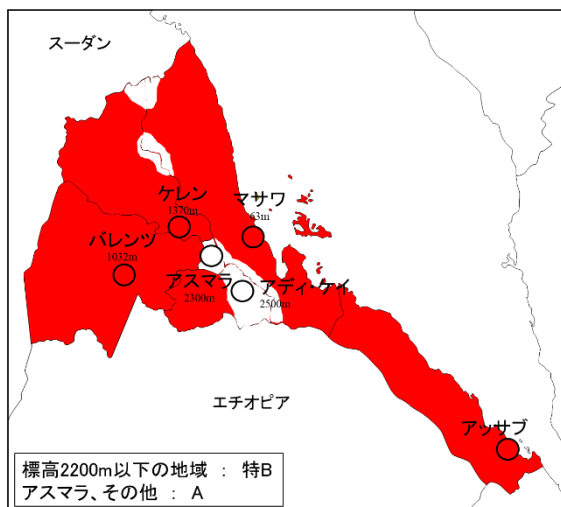 スーダン
ケレン
1370m
マサワ
63m
バレンツ
1032m
アスマラ
2300m
アディ・ケイ
2500m
エチオピア
アッサブ
標高2200m以下の地域 : 特B
アスマラ、その他 : A